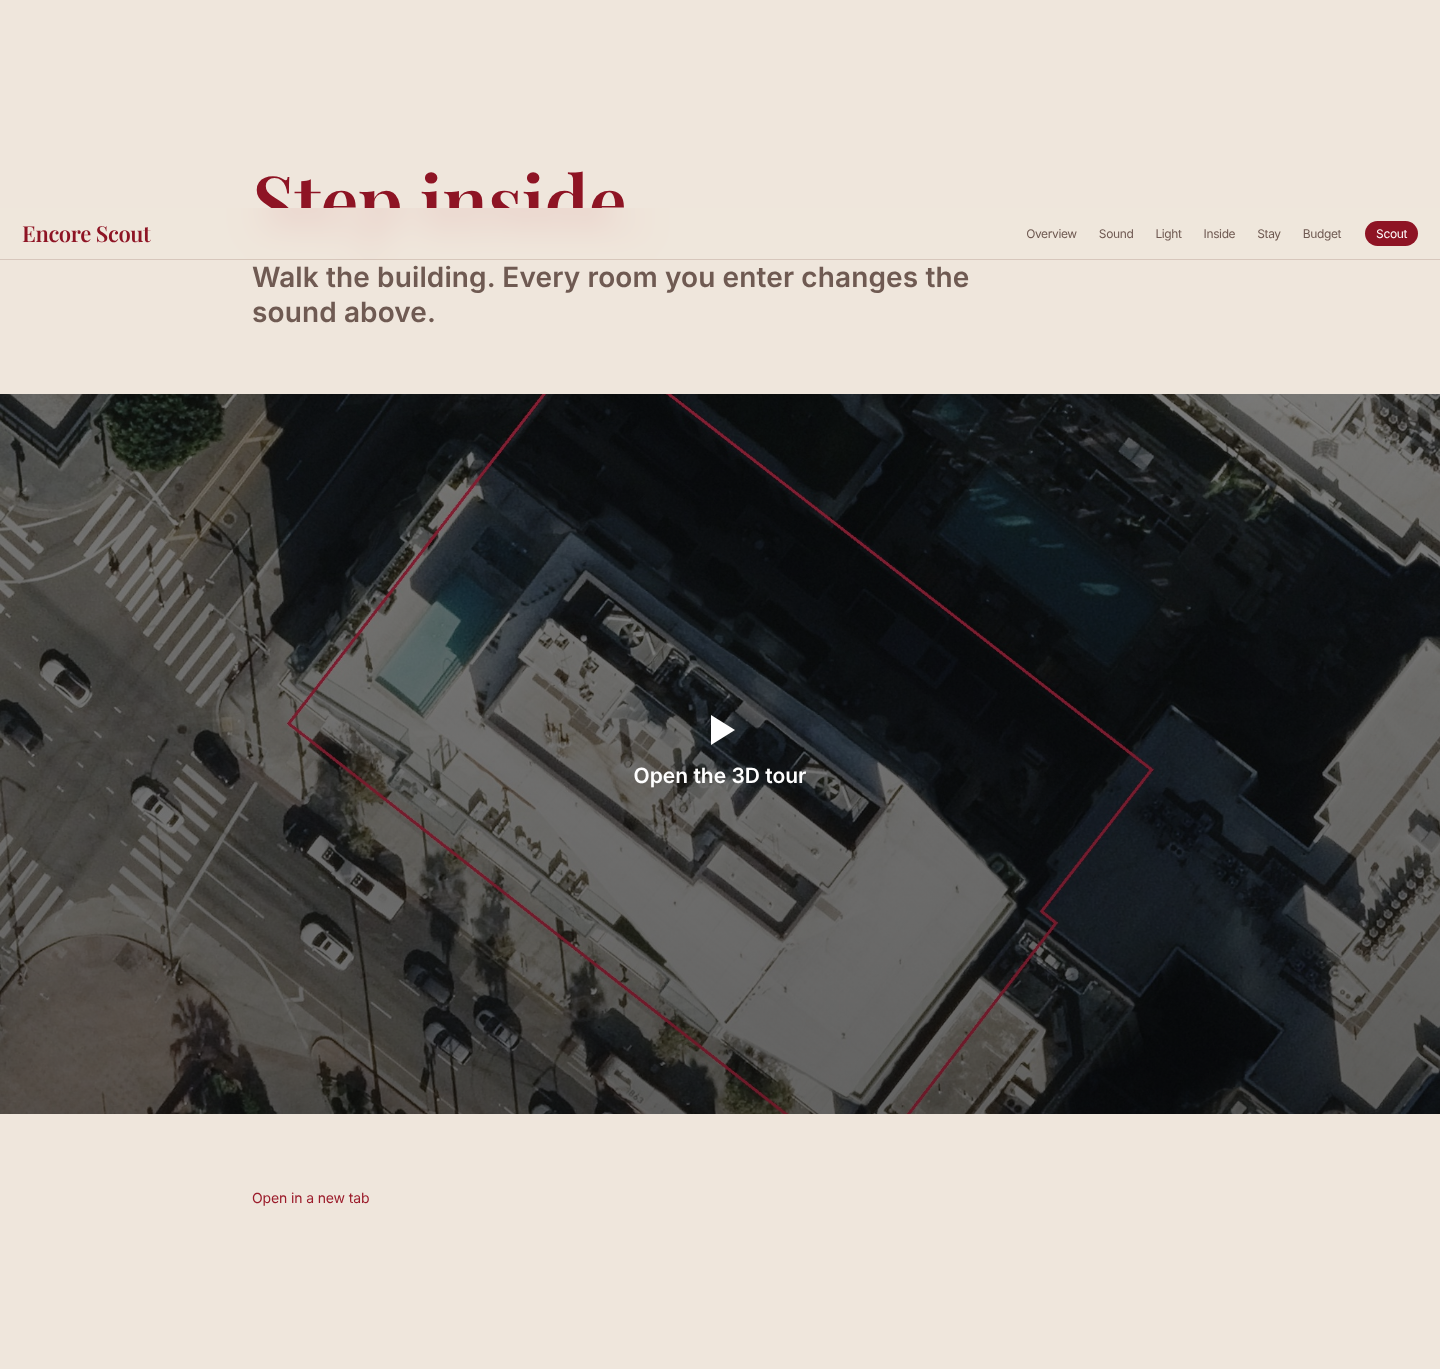 Step inside
Encore Scout
Overview
Sound
Light
Inside
Stay
Budget
Scout
Walk the building. Every room you enter changes the
sound above.
Open the 3D tour
Open in a new tab